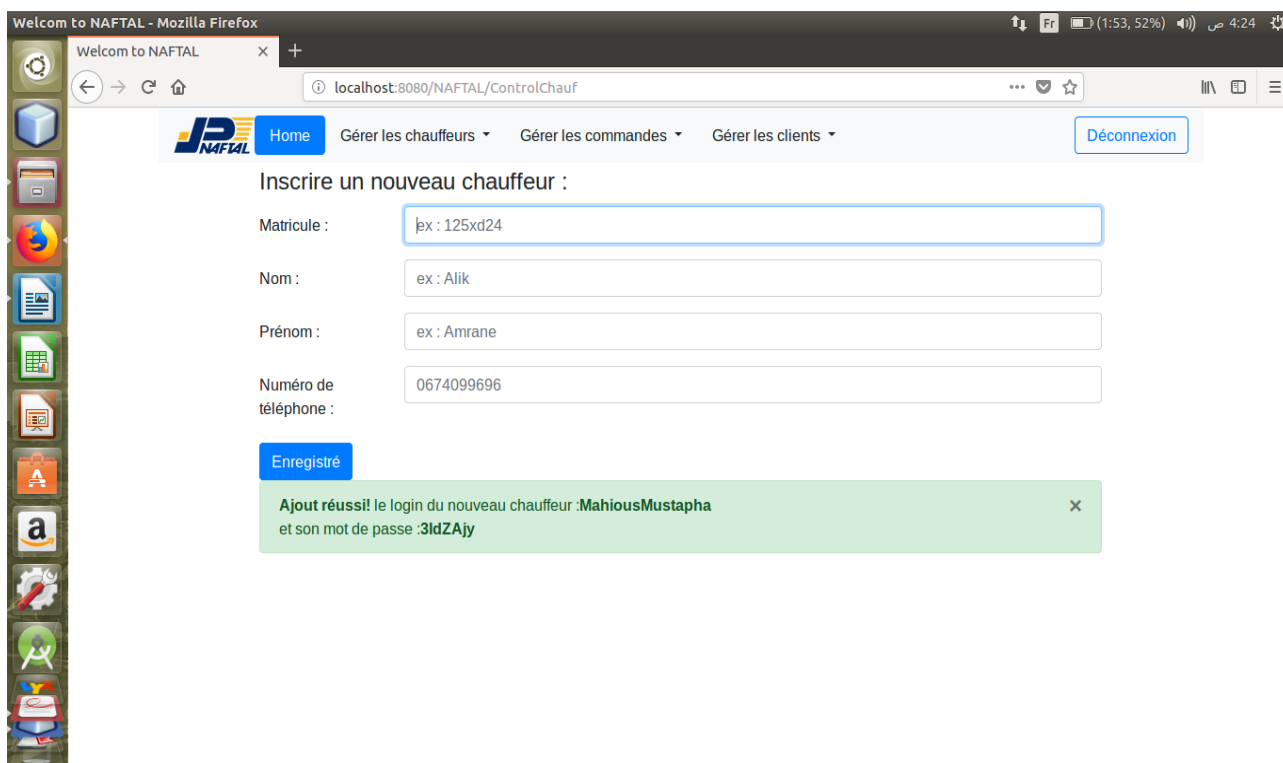 Welcom to NAFTAL - Mozilla Firefox
Fr (1:53, 52%) 4:24 ص
Welcom to NAFTAL
localhost:8080/NAFTAL/ControlChauf
NAFTAL Home Gérer les chauffeurs Gérer les commandes Gérer les clients Déconnexion
Inscrire un nouveau chauffeur :
Matricule : ex : 125xd24
Nom : ex : Alik
Prénom : ex : Amrane
Numéro de 0674099696
téléphone :
Enregistré
Ajout réussi! le login du nouveau chauffeur :MahiousMustapha ×
et son mot de passe :3ldZAjy